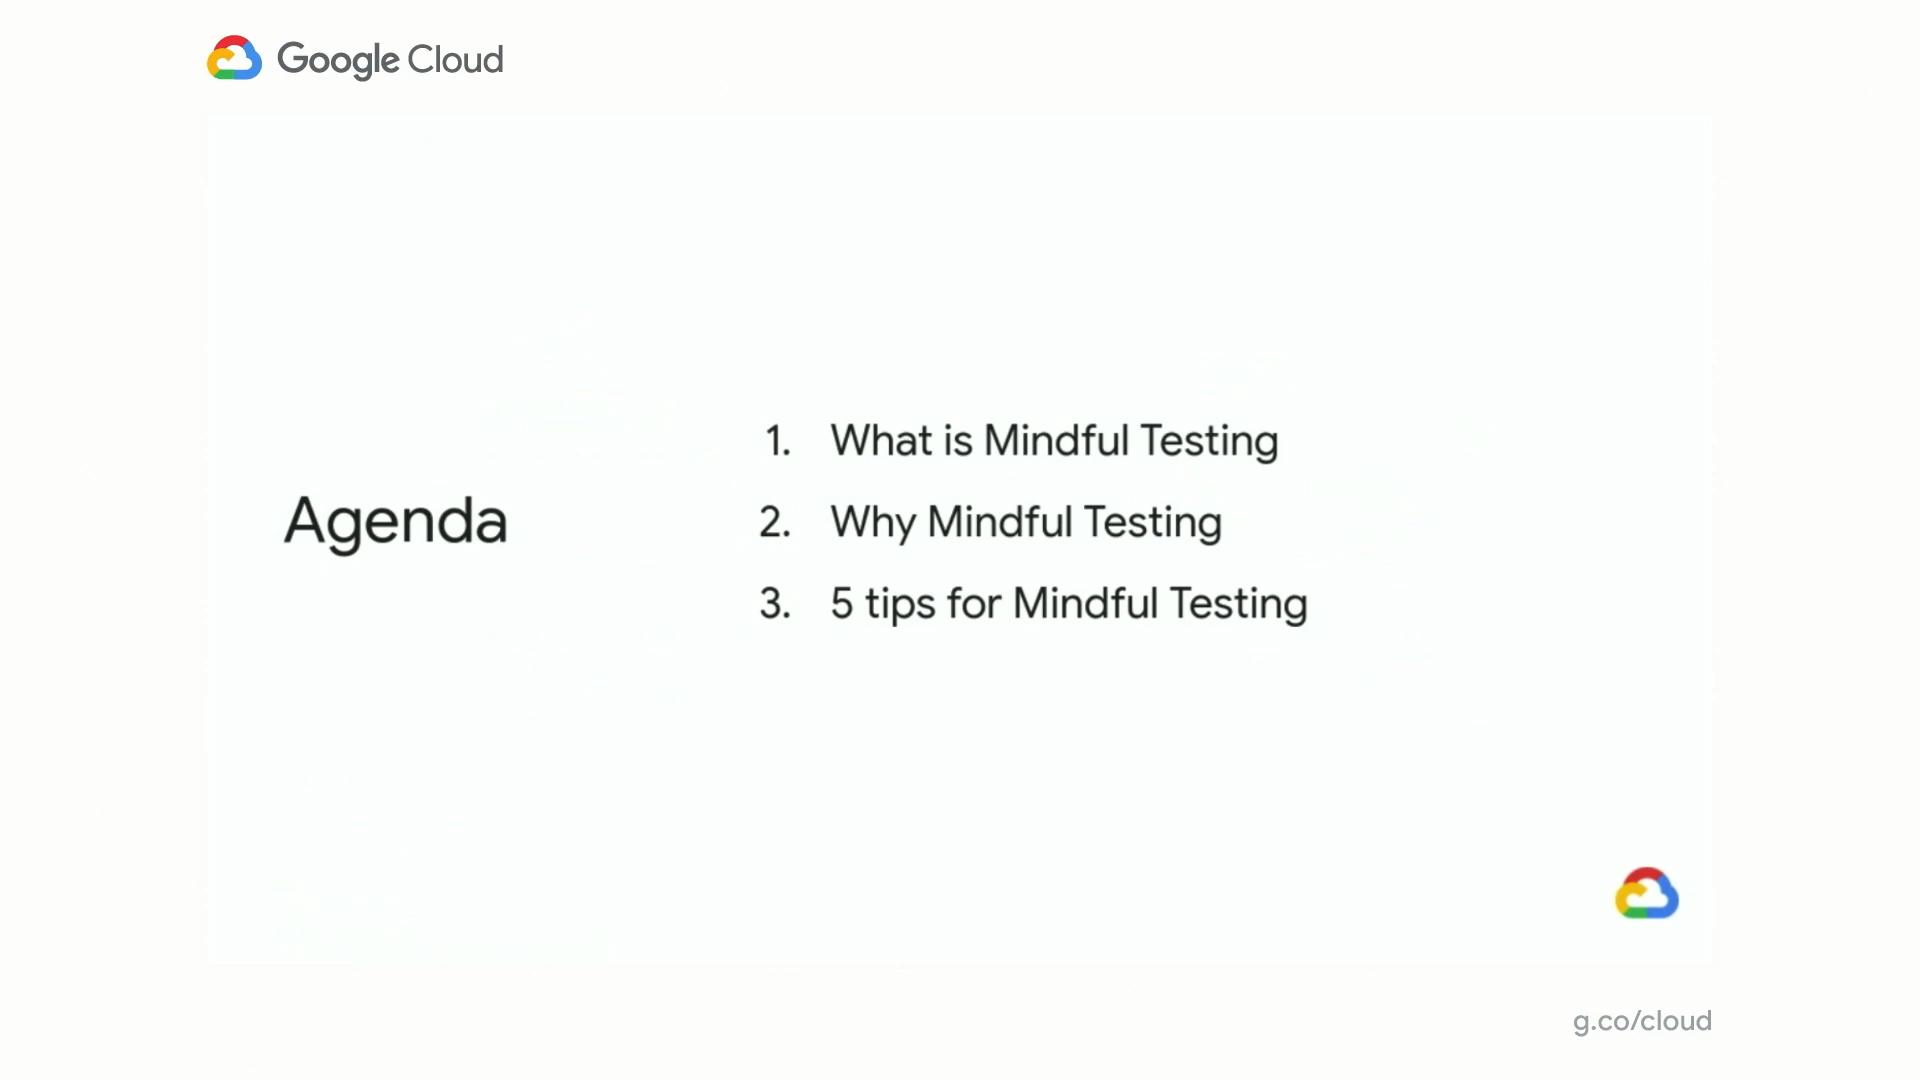 Google Cloud
Agenda
1. What is Mindful Testing
2. Why Mindful Testing
3. 5 tips for Mindful Testing
g.co/cloud